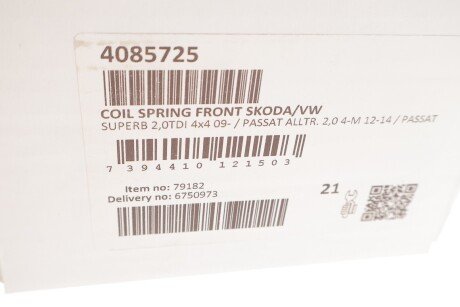 4085725
COIL SPRING FRONT SKODA/VW
SUPERB 2,0TDI 4x4 09- / PASSAT ALLTR. 2,0 4-M 12-14 / PASSAT
7 394410 121503
Item no: 79182
Delivery no: 6750973
21